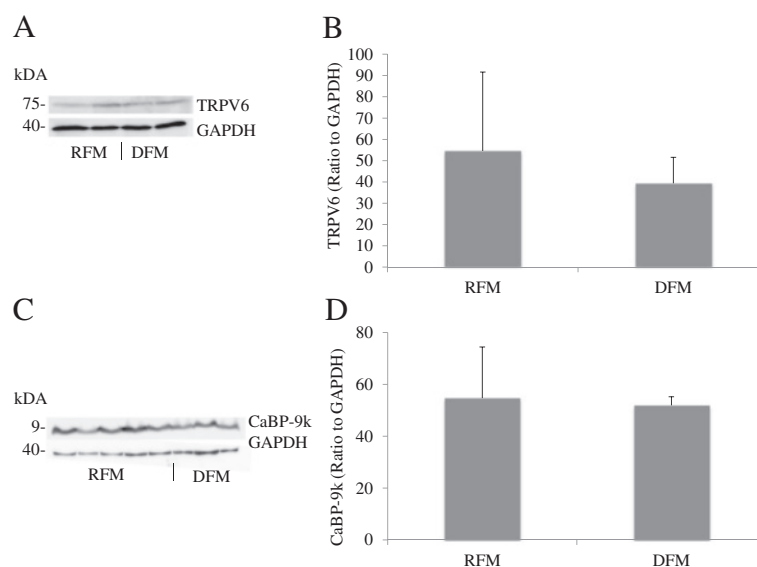 A
kDA
75-
TRPV6
40-
GAPDH
RFM | DFM
B
TRPV6 (Ratio to GAPDH)
100
90
80
70
60
50
40
30
20
10
0
RFM DFM
C
kDA
9-
CaBP-9k
GAPDH
40-
RFM | DFM
D
CaBP-9k (Ratio to GAPDH)
80
60
40
20
0
RFM DFM